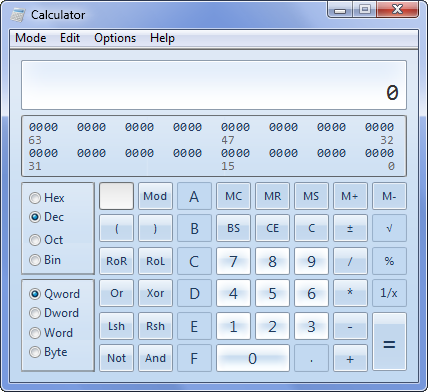 Calculator
Mode Edit Options Help
0
0000 0000 0000 0000 0000 0000 0000 0000
63 47 32
0000 0000 0000 0000 0000 0000 0000 0000
31 15 0
Hex Mod A MC MR MS M+ M-
Dec ( ) B BS CE C ± √
Oct RoR RoL C 7 8 9 / %
Bin
Qword Or Xor D 4 5 6 * 1/x
Dword
Word Lsh Rsh E 1 2 3 - =
Byte Not And F 0 . +